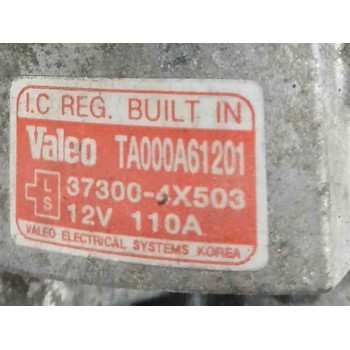 I.C REG. BUILT IN
Valeo TA000A61201
L S 37300-4X503
12V 110A
VALEO ELECTRICAL SYSTEMS KOREA